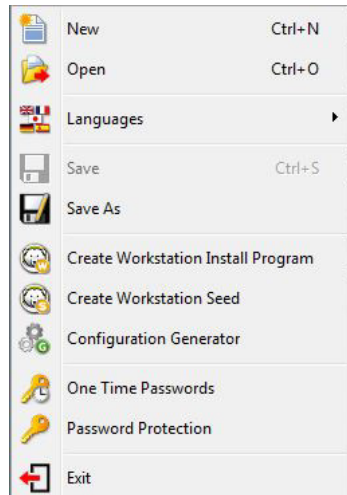 New Ctrl+N
Open Ctrl+O
Languages
Save Ctrl+S
Save As
Create Workstation Install Program
Create Workstation Seed
Configuration Generator
One Time Passwords
Password Protection
Exit